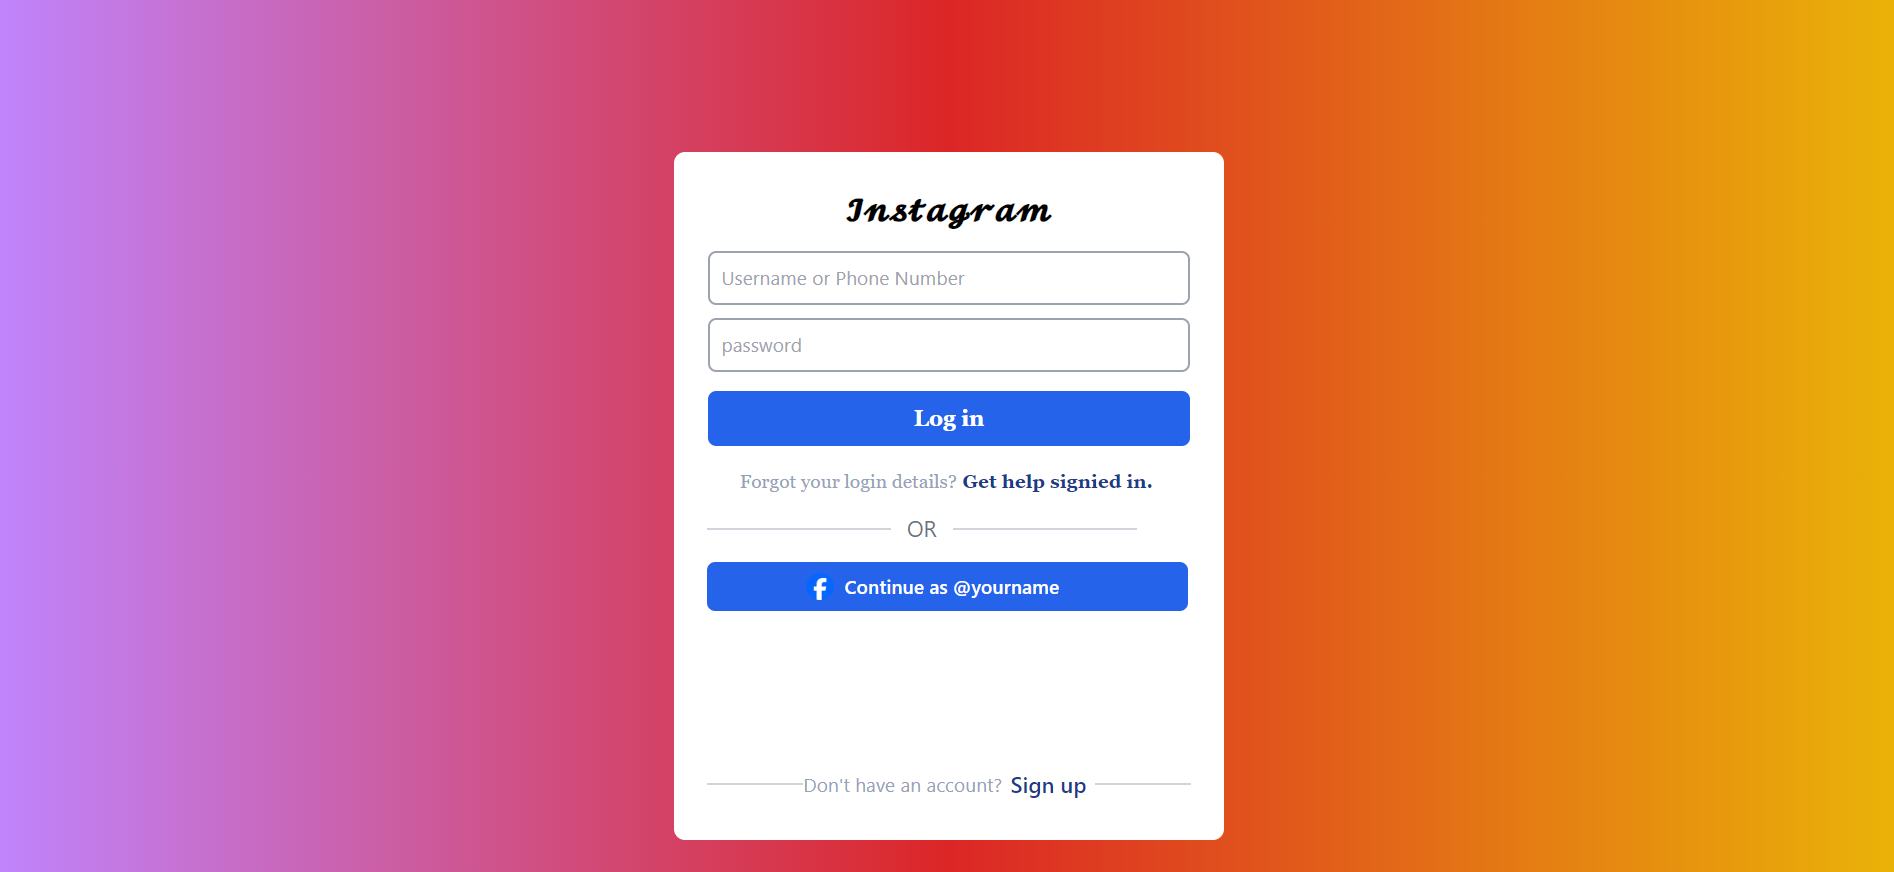 Instagram
Username or Phone Number
password
Log in
Forgot your login details? Get help signied in.
OR
Continue as @yourname
Don't have an account? Sign up